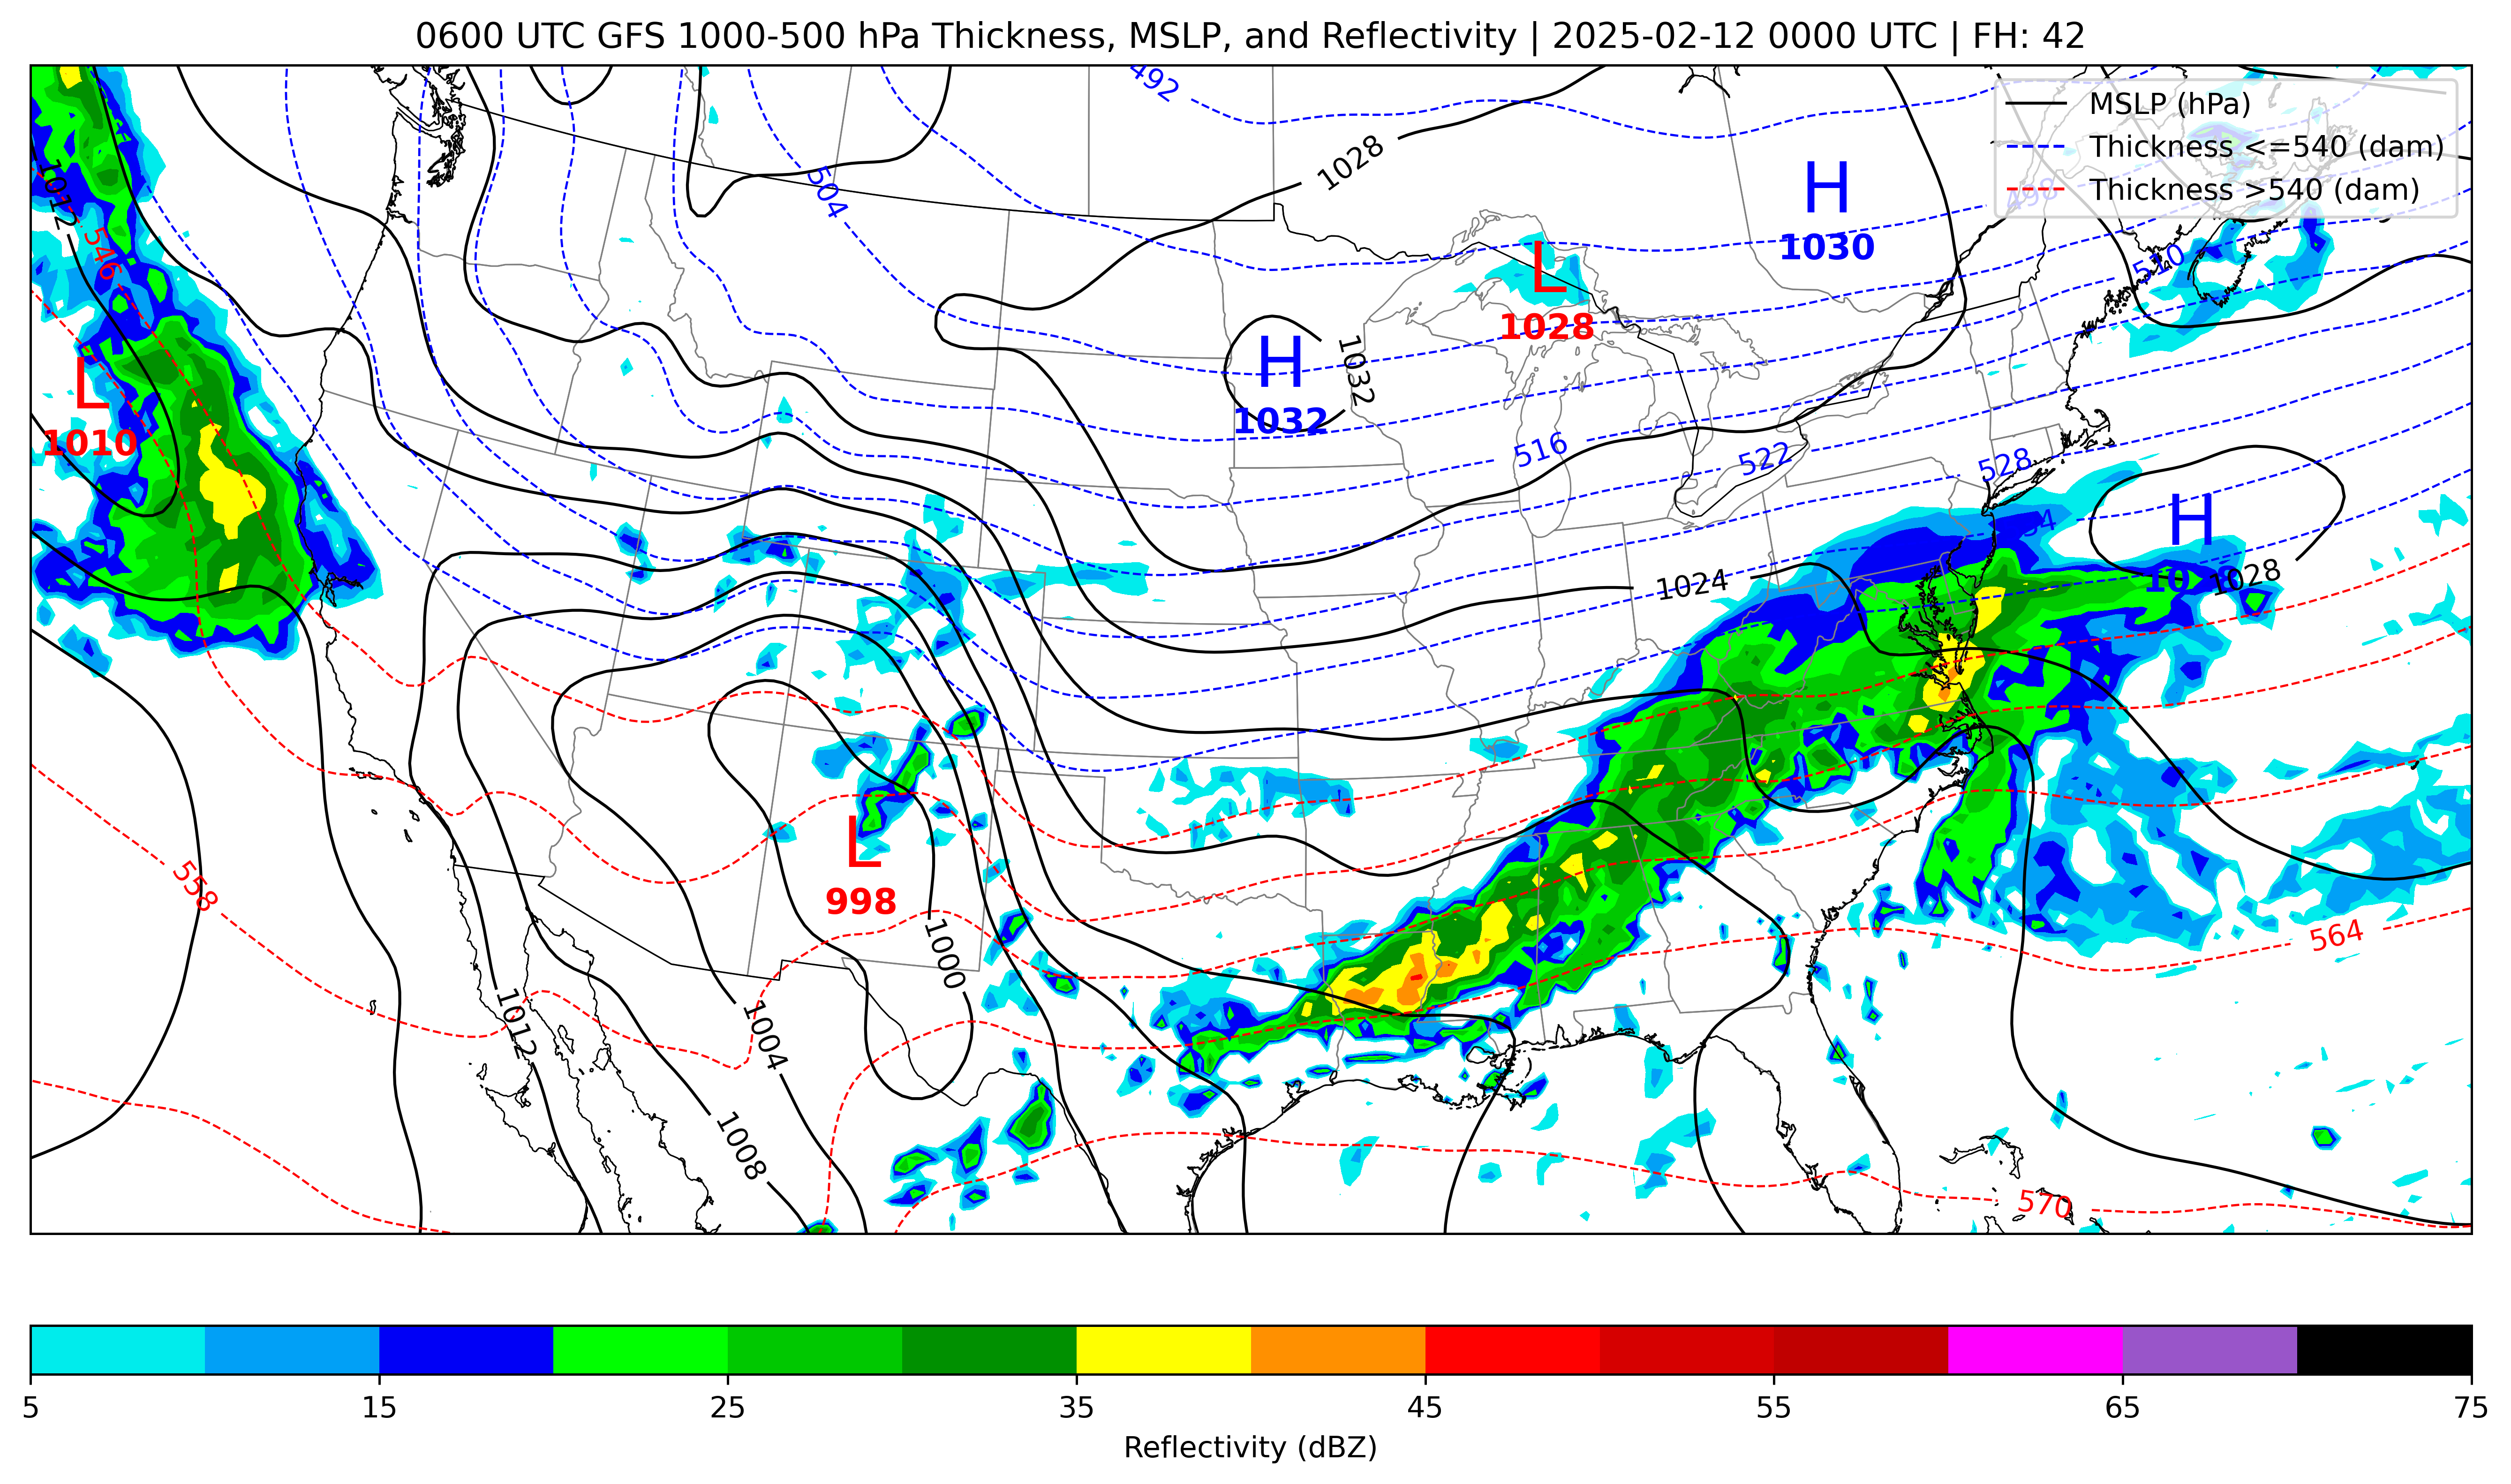 0600 UTC GFS 1000-500 hPa Thickness, MSLP, and Reflectivity | 2025-02-12 0000 UTC | FH: 42
492
MSLP (hPa)
Thickness <=540 (dam)
Thickness >540 (dam)
1028
1012
504
H
1030
498
546
L
1028
510
H
1032
1032
L
1010
516
522
528
H
1024
1028
558
L
998
1000
564
1012
1004
1008
570
5 15 25 35 45 55 65 75
Reflectivity (dBZ)